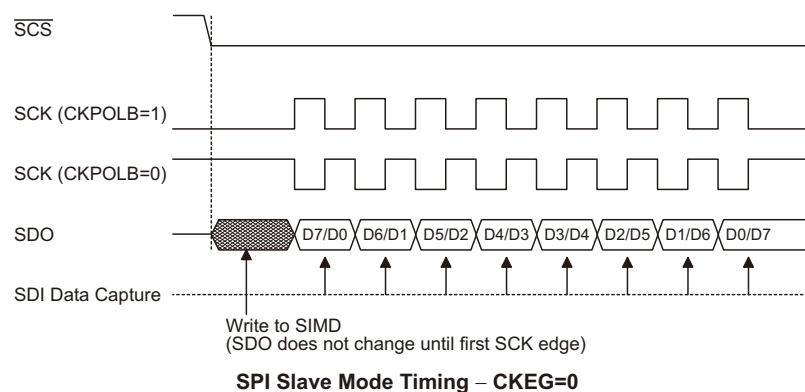 SCS
SCK (CKPOLB=1)
SCK (CKPOLB=0)
SDO
D7/D0 D6/D1 D5/D2 D4/D3 D3/D4 D2/D5 D1/D6 D0/D7
SDI Data Capture
Write to SIMD
(SDO does not change until first SCK edge)
SPI Slave Mode Timing – CKEG=0